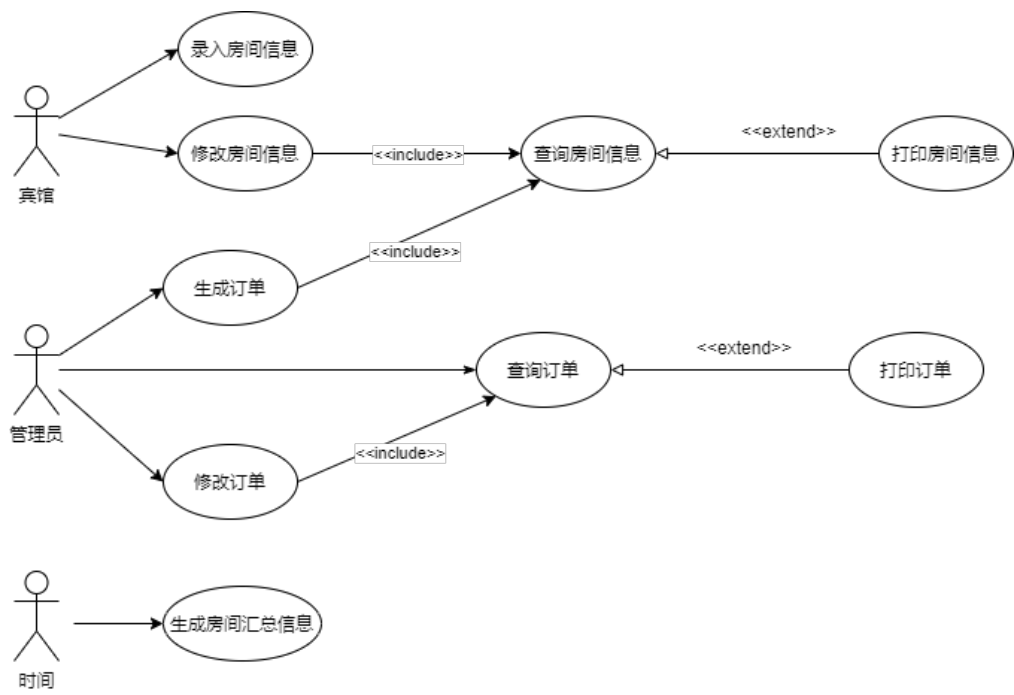 录入房间信息
修改房间信息
<<include>>
查询房间信息
<<extend>>
打印房间信息
宾馆
<<include>>
生成订单
查询订单
<<extend>>
打印订单
管理员
<<include>>
修改订单
生成房间汇总信息
时间